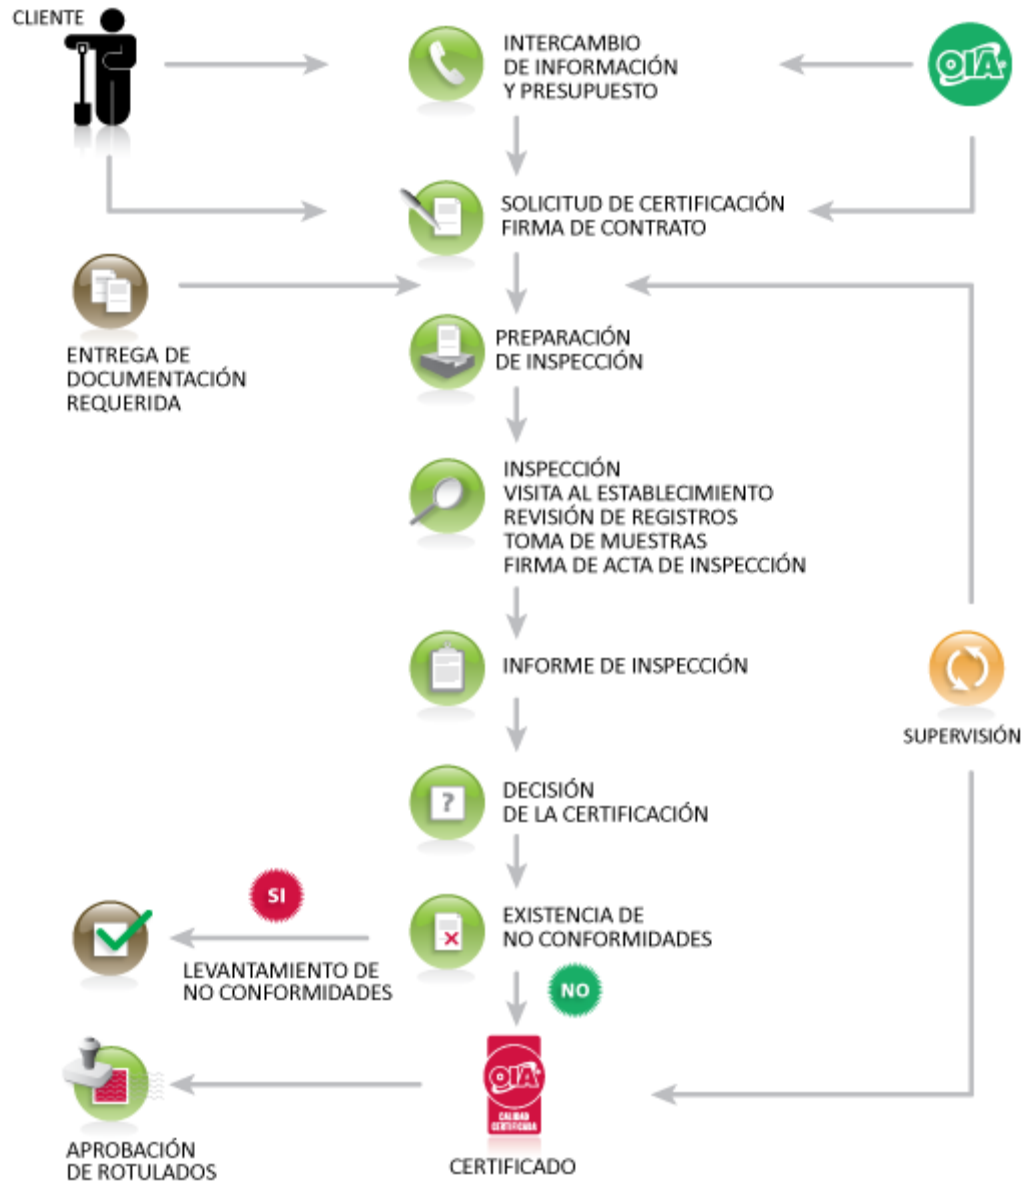 CLIENTE
INTERCAMBIO
DE INFORMACIÓN
Y PRESUPUESTO
OIA
SOLICITUD DE CERTIFICACIÓN
FIRMA DE CONTRATO
ENTREGA DE
DOCUMENTACIÓN
REQUERIDA
PREPARACIÓN
DE INSPECCIÓN
INSPECCIÓN
VISITA AL ESTABLECIMIENTO
REVISIÓN DE REGISTROS
TOMA DE MUESTRAS
FIRMA DE ACTA DE INSPECCIÓN
INFORME DE INSPECCIÓN
SUPERVISIÓN
?
DECISIÓN
DE LA CERTIFICACIÓN
SI
EXISTENCIA DE
NO CONFORMIDADES
LEVANTAMIENTO DE
NO CONFORMIDADES
NO
OIA
CALIDAD
CERTIFICADA
CERTIFICADO
APROBACIÓN
DE ROTULADOS